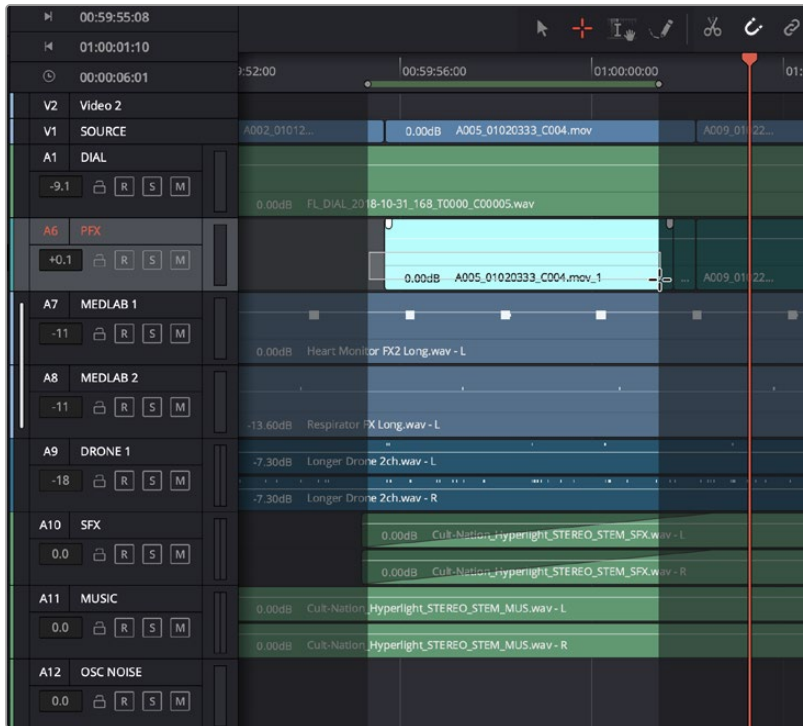 00:59:55:08
01:00:01:10
00:00:06:01
9:52:00 00:59:56:00 01:00:00:00 01:
V2 Video 2
V1 SOURCE
A002_01012... 0.00dB A005_01020333_C004.mov A009_01022...
A1 DIAL
-9.1 R S M
0.00dB FL_DIAL_2018-10-31_168_T0000_C00005.wav
A6 PFX
+0.1 R S M
0.00dB A005_01020333_C004.mov_1 ... A009_01022...
A7 MEDLAB 1
-11 R S M
0.00dB Heart Monitor FX2 Long.wav - L
A8 MEDLAB 2
-11 R S M
-13.60dB Respirator FX Long.wav - L
A9 DRONE 1
-7.30dB Longer Drone 2ch.wav - L
-18 R S M
-7.30dB Longer Drone 2ch.wav - R
A10 SFX
0.00dB Cult-Nation_Hyperlight_STEREO_STEM_SFX.wav - L
0.0 R S M
0.00dB Cult-Nation_Hyperlight_STEREO_STEM_SFX.wav - R
A11 MUSIC
0.00dB Cult-Nation_Hyperlight_STEREO_STEM_MUS.wav - L
0.0 R S M
0.00dB Cult-Nation_Hyperlight_STEREO_STEM_MUS.wav - R
A12 OSC NOISE
0.0 R S M